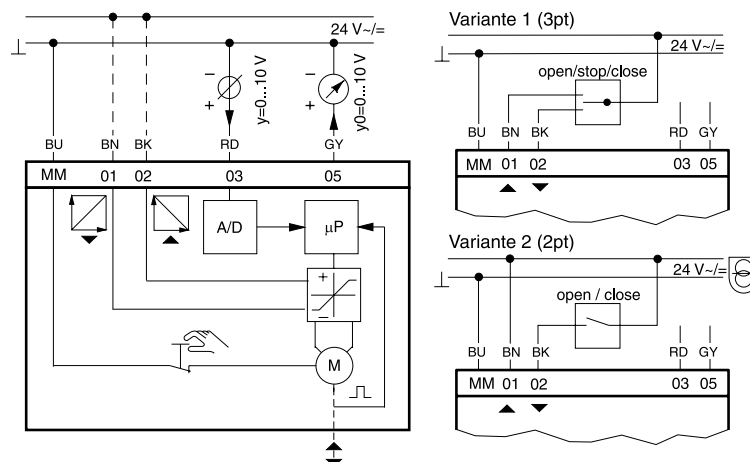 24 V~/=
⊥
− −
+ +
y=0...10 V
y0=0...10 V
BU BN BK RD GY
MM 01 02 03 05
A/D µP
+
−
M
Variante 1 (3pt)
24 V~/=
⊥
open/stop/close
BU BN BK RD GY
MM 01 02 03 05
Variante 2 (2pt)
24 V~/=
⊥
open / close
BU BN BK RD GY
MM 01 02 03 05